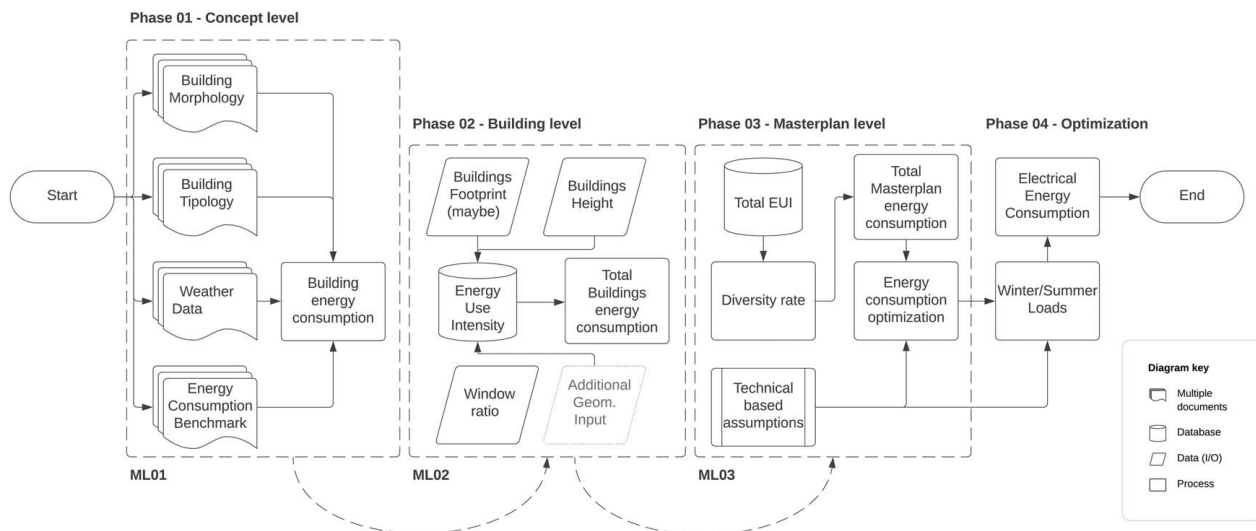 Phase 01 - Concept level
Building
Morphology
Start
Building
Tipology
Weather
Data
Building
energy
consumption
Energy
Consumption
Benchmark
ML01
Phase 02 - Building level
Buildings
Footprint
(maybe)
Buildings
Height
Energy
Use
Intensity
Total
Buildings
energy
consumption
Window
ratio
Additional
Geom.
Input
ML02
Phase 03 - Masterplan level
Total EUI
Total
Masterplan
energy
consumption
Diversity rate
Energy
consumption
optimization
Technical
based
assumptions
ML03
Phase 04 - Optimization
Electrical
Energy
Consumption
End
Winter/Summer
Loads
Diagram key
Multiple
documents
Database
Data (I/O)
Process